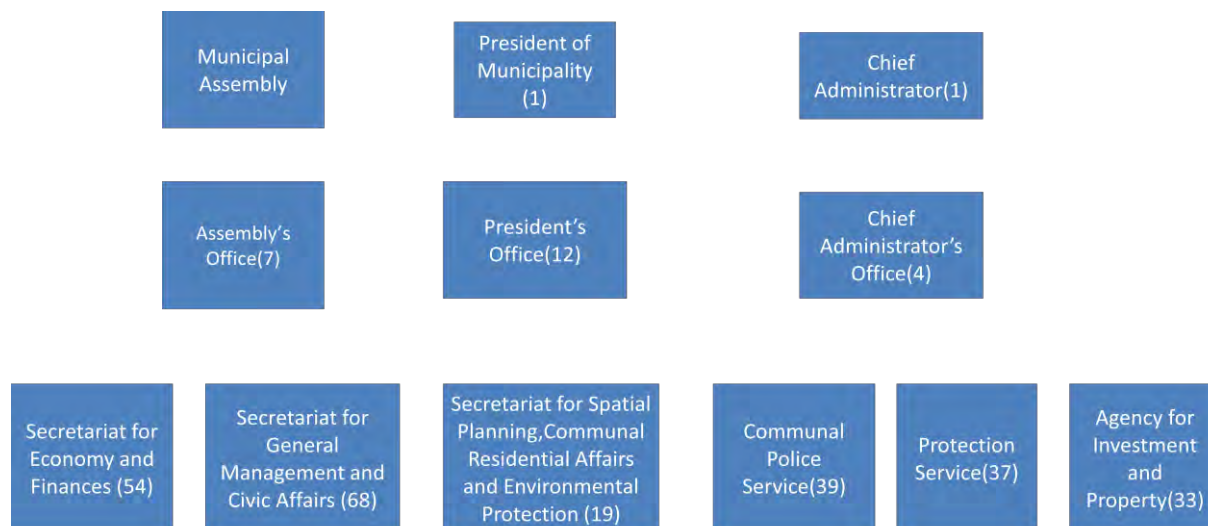 Municipal
Assembly
President of
Municipality
(1)
Chief
Administrator(1)
Assembly's
Office(7)
President's
Office(12)
Chief
Administrator's
Office(4)
Secretariat for
Economy and
Finances (54)
Secretariat for
General
Management and
Civic Affairs (68)
Secretariat for Spatial
Planning,Communal
Residential Affairs
and Environmental
Protection (19)
Communal
Police
Service(39)
Protection
Service(37)
Agency for
Investment
and
Property(33)